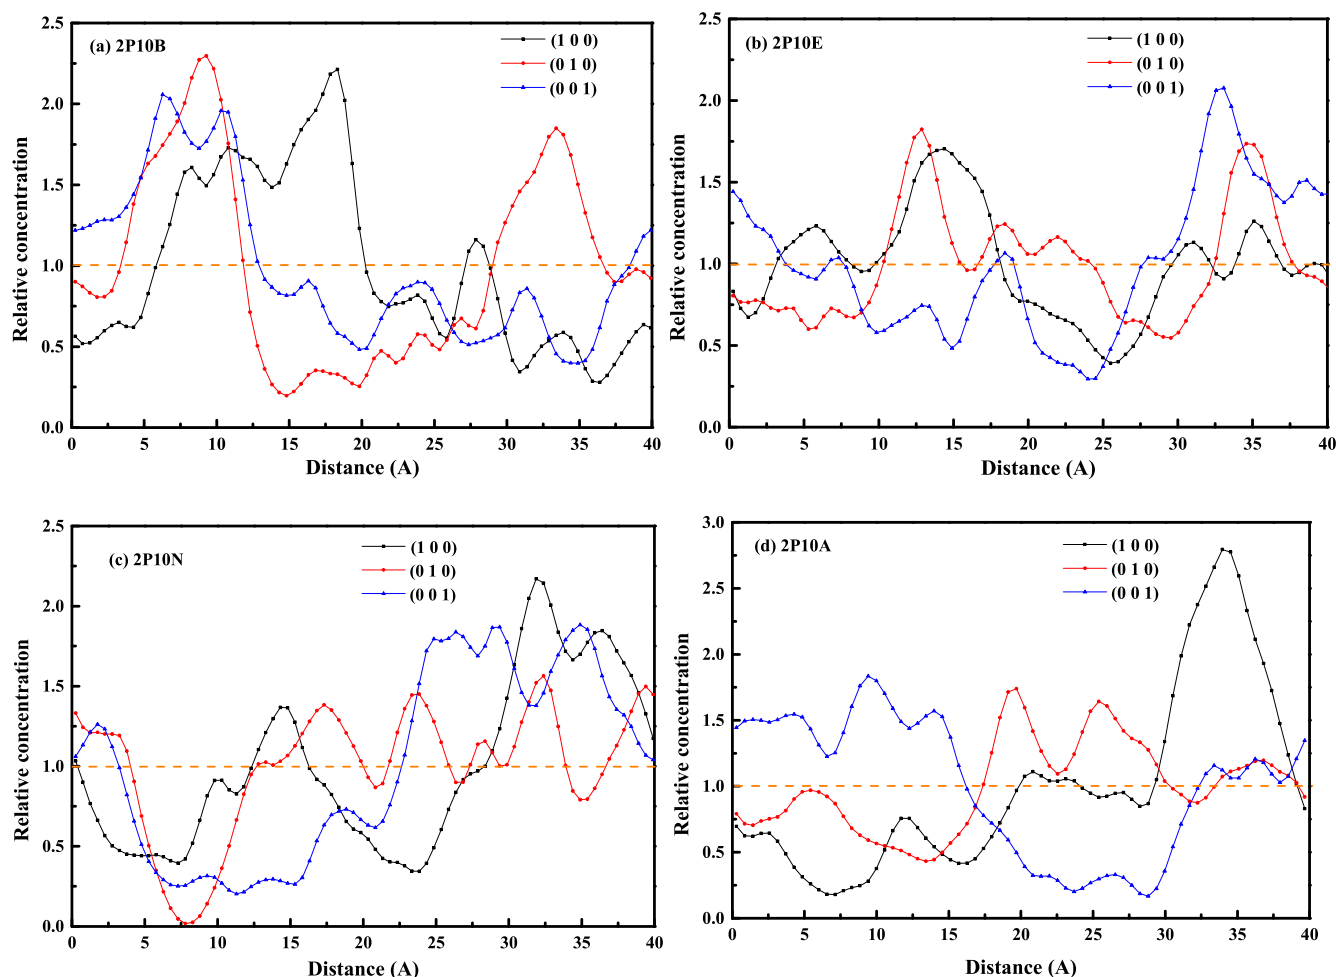 (a) 2P10B
(1 0 0)
(0 1 0)
(0 0 1)
Relative concentration
2.5
2.0
1.5
1.0
0.5
0.0
0 5 10 15 20 25 30 35 40
Distance (A)
(b) 2P10E
(1 0 0)
(0 1 0)
(0 0 1)
Relative concentration
2.5
2.0
1.5
1.0
0.5
0.0
0 5 10 15 20 25 30 35 40
Distance (A)
(c) 2P10N
(1 0 0)
(0 1 0)
(0 0 1)
Relative concentration
2.5
2.0
1.5
1.0
0.5
0.0
0 5 10 15 20 25 30 35 40
Distance (A)
(d) 2P10A
(1 0 0)
(0 1 0)
(0 0 1)
Relative concentration
3.0
2.5
2.0
1.5
1.0
0.5
0.0
0 5 10 15 20 25 30 35 40
Distance (A)